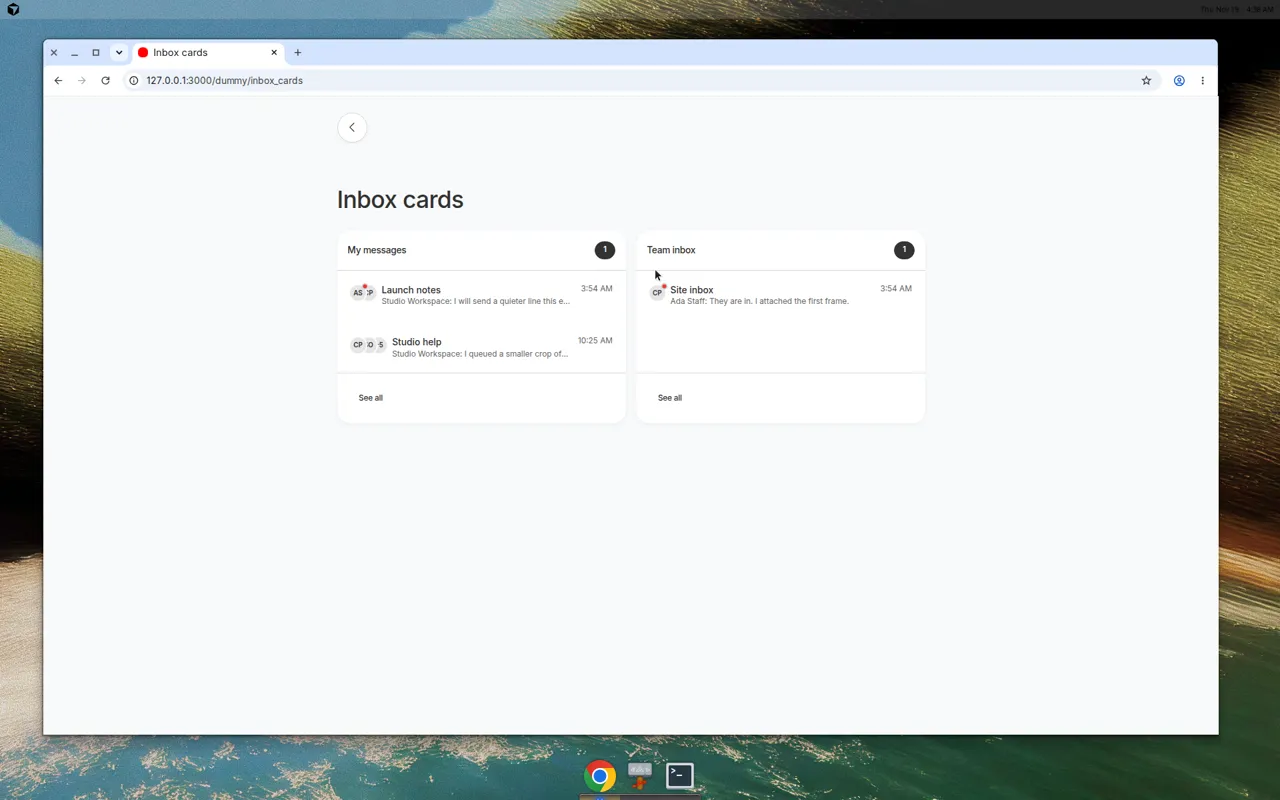 Inbox cards
127.0.0.1:3000/dummy/inbox_cards
Inbox cards
My messages
1
AS
Launch notes
3:54 AM
Studio Workspace: I will send a quieter line this e...
CP
Studio help
10:25 AM
Studio Workspace: I queued a smaller crop of...
See all
Team inbox
1
CP
Site inbox
3:54 AM
Ada Staff: They are in. I attached the first frame.
See all